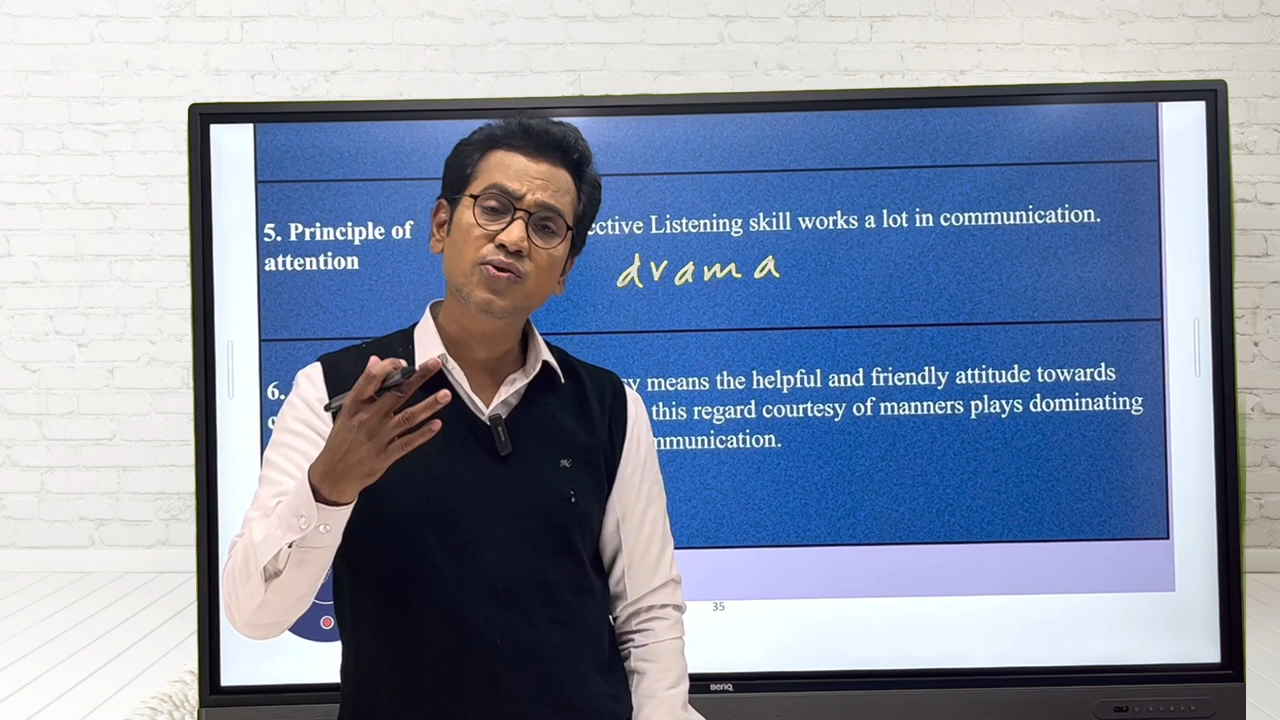 5. Principle of
attention
ective Listening skill works a lot in communication.
drama
6.
means the helpful and friendly attitude towards
this regard courtesy of manners plays dominating
mmunication.
35
BenQ